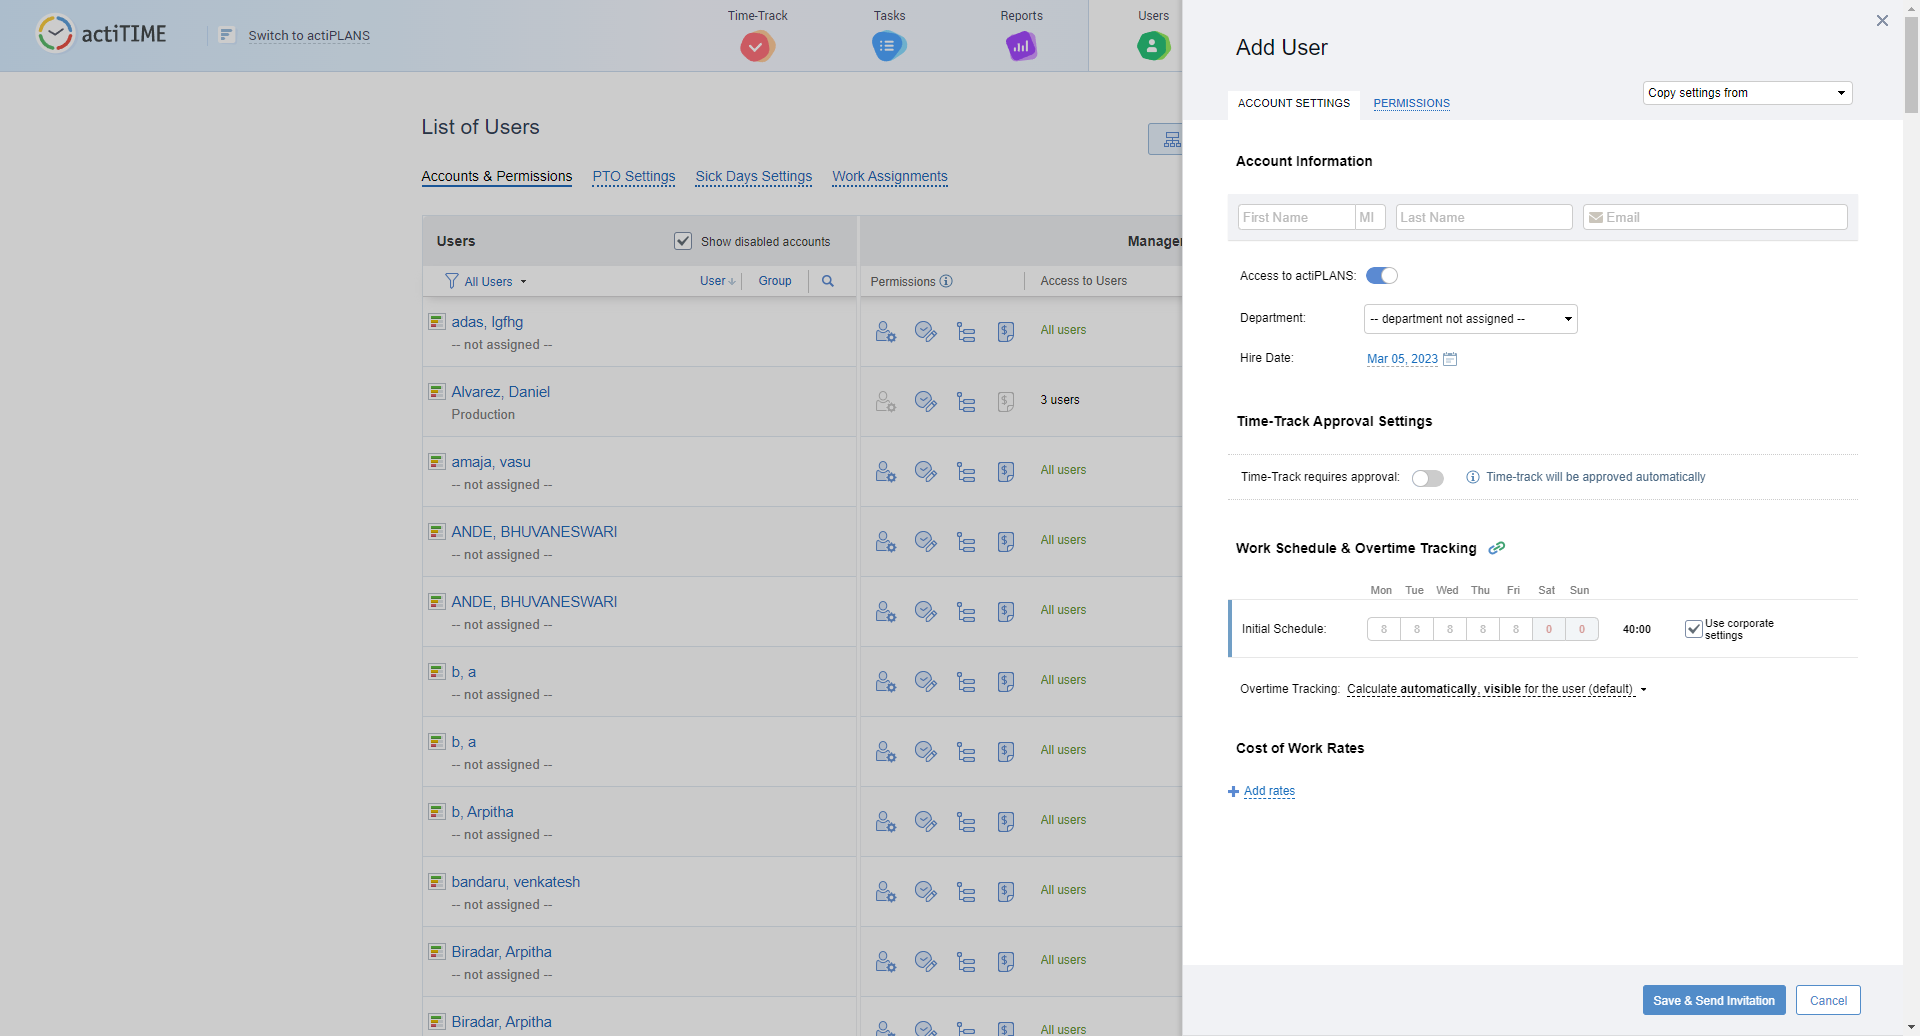 actiTIME
Switch to actiPLANS
Time-Track
Tasks
Reports
Users
List of Users
Accounts & Permissions
PTO Settings
Sick Days Settings
Work Assignments
Users
Show disabled accounts
Manage
All Users
User
Group
Permissions
Access to Users
adas, lgfhg
-- not assigned --
All users
Alvarez, Daniel
Production
3 users
amaja, vasu
-- not assigned --
All users
ANDE, BHUVANESWARI
-- not assigned --
All users
ANDE, BHUVANESWARI
-- not assigned --
All users
b, a
-- not assigned --
All users
b, a
-- not assigned --
All users
b, Arpitha
-- not assigned --
All users
bandaru, venkatesh
-- not assigned --
All users
Biradar, Arpitha
-- not assigned --
All users
Biradar, Arpitha
All users
Add User
Copy settings from
ACCOUNT SETTINGS
PERMISSIONS
Account Information
First Name MI Last Name Email
Access to actiPLANS:
Department: -- department not assigned --
Hire Date: Mar 05, 2023
Time-Track Approval Settings
Time-Track requires approval: Time-track will be approved automatically
Work Schedule & Overtime Tracking
Mon Tue Wed Thu Fri Sat Sun
Initial Schedule: 8 8 8 8 8 0 0 40:00 Use corporate
settings
Overtime Tracking: Calculate automatically, visible for the user (default)
Cost of Work Rates
Add rates
Save & Send Invitation
Cancel